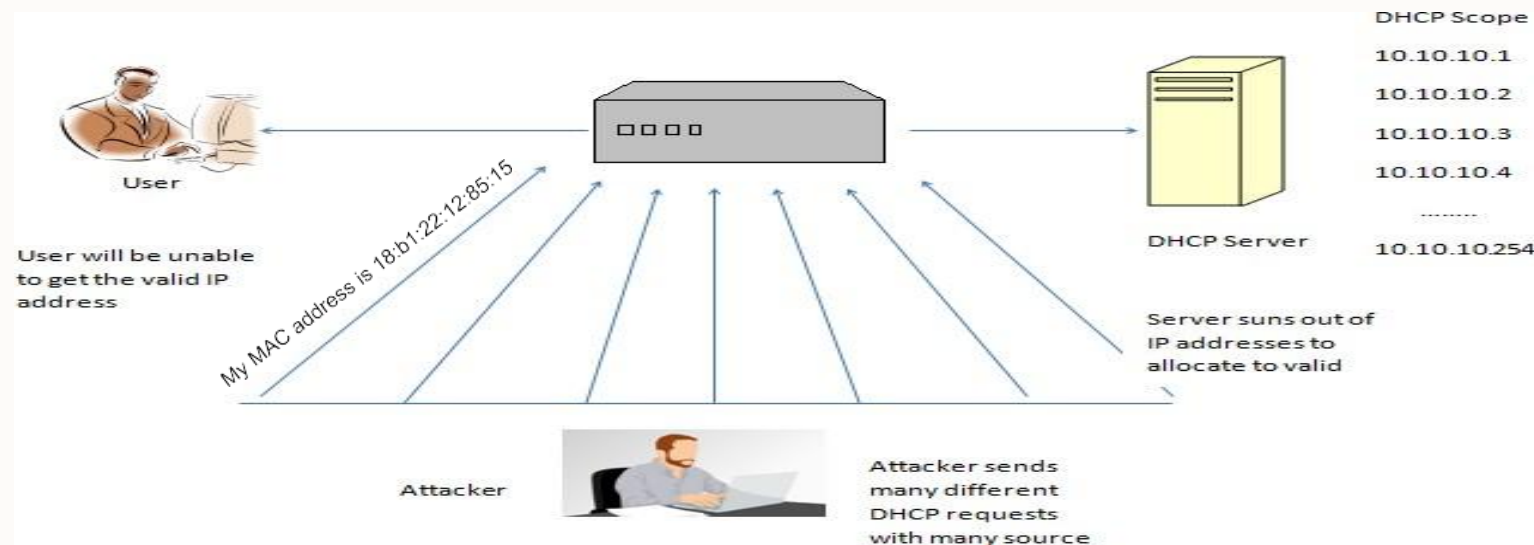 DHCP Scope
10.10.10.1
10.10.10.2
10.10.10.3
10.10.10.4
........
10.10.10.254
User
User will be unable
to get the valid IP
address
My MAC address is 18:b1:22:12:85:15
DHCP Server
Server suns out of
IP addresses to
allocate to valid
Attacker
Attacker sends
many different
DHCP requests
with many source